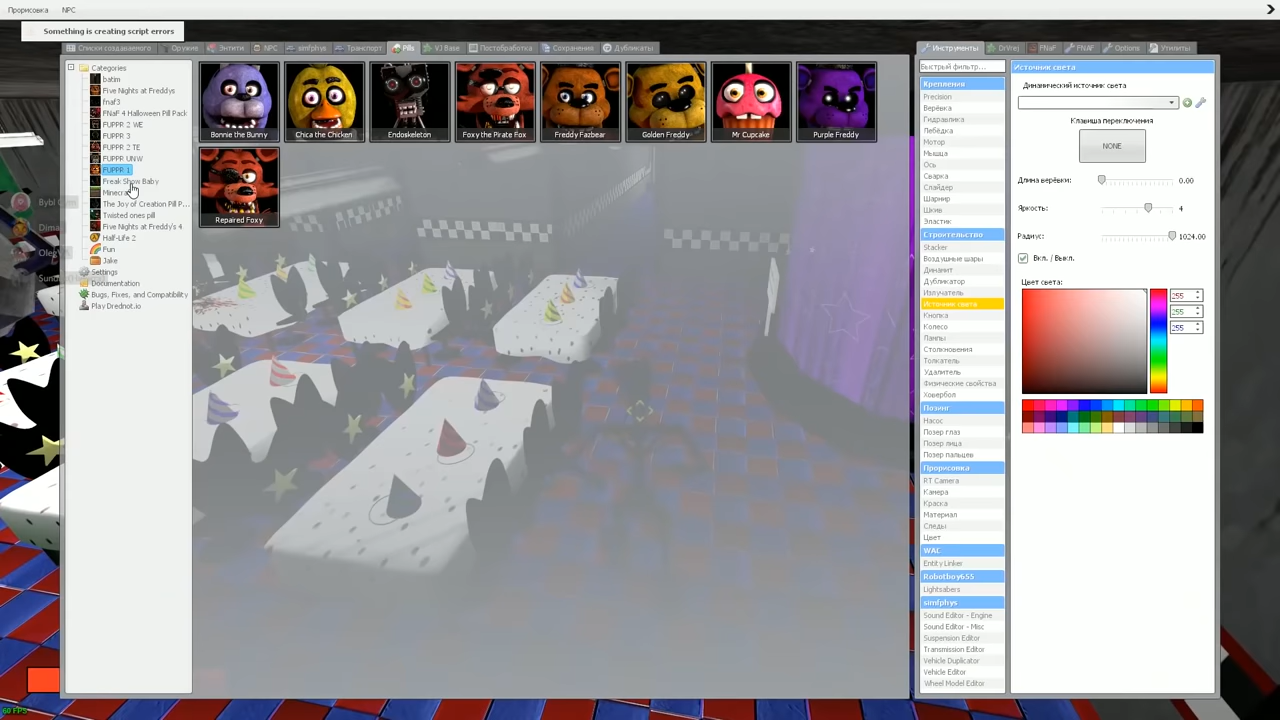 Прорисовка NPC
Something is creating script errors
Списки создаваемого Оружие Энтити NPC simfphys Транспорт Pills VJ Base Постобработка Сохранения Дубликаты
Categories
batim
Five Nights at Freddys
fnaf3
FNaF 4 Halloween Pill Pack
FUPPR 2 WE
FUPPR 3
FUPPR 2 TE
FUPPR UNW
FUPPR 1
Freak Show Baby
The Joy of Creation Pill P...
Twisted ones pill
Five Nights at Freddy's 4
Half-Life 2
Fun
Jake
Settings
Documentation
Bugs, Fixes, and Compatibility
Play Drednot.io
Bonnie the Bunny Chica the Chicken Endoskeleton Foxy the Pirate Fox Freddy Fazbear Golden Freddy Mr Cupcake Purple Freddy
Repaired Foxy
Инструменты DrVrej FNaF FNAF Options Утилиты
Быстрый фильтр...
Крепления
Precision
Верёвка
Гидравлика
Лебёдка
Мотор
Мышца
Ось
Сварка
Слайдер
Шарнир
Шкив
Эластик
Строительство
Stacker
Воздушные шары
Динамит
Дубликатор
Излучатель
Источник света
Кнопка
Колесо
Лампы
Столкновения
Толкатель
Удалитель
Физические свойства
Ховербол
Позинг
Насос
Позер глаз
Позер лица
Позер пальцев
Прорисовка
RT Camera
Камера
Краска
Материал
Следы
Цвет
WAC
Entity Linker
Robotboy655
Lightsabers
simfphys
Sound Editor - Engine
Sound Editor - Misc
Suspension Editor
Transmission Editor
Vehicle Duplicator
Vehicle Editor
Wheel Model Editor
Источник света
Динамический источник света
Клавиша переключения
NONE
Длина верёвки: 0.00
Яркость: 4
Радиус: 1024.00
Вкл. / Выкл.
Цвет света:
255
255
255
60 FPS